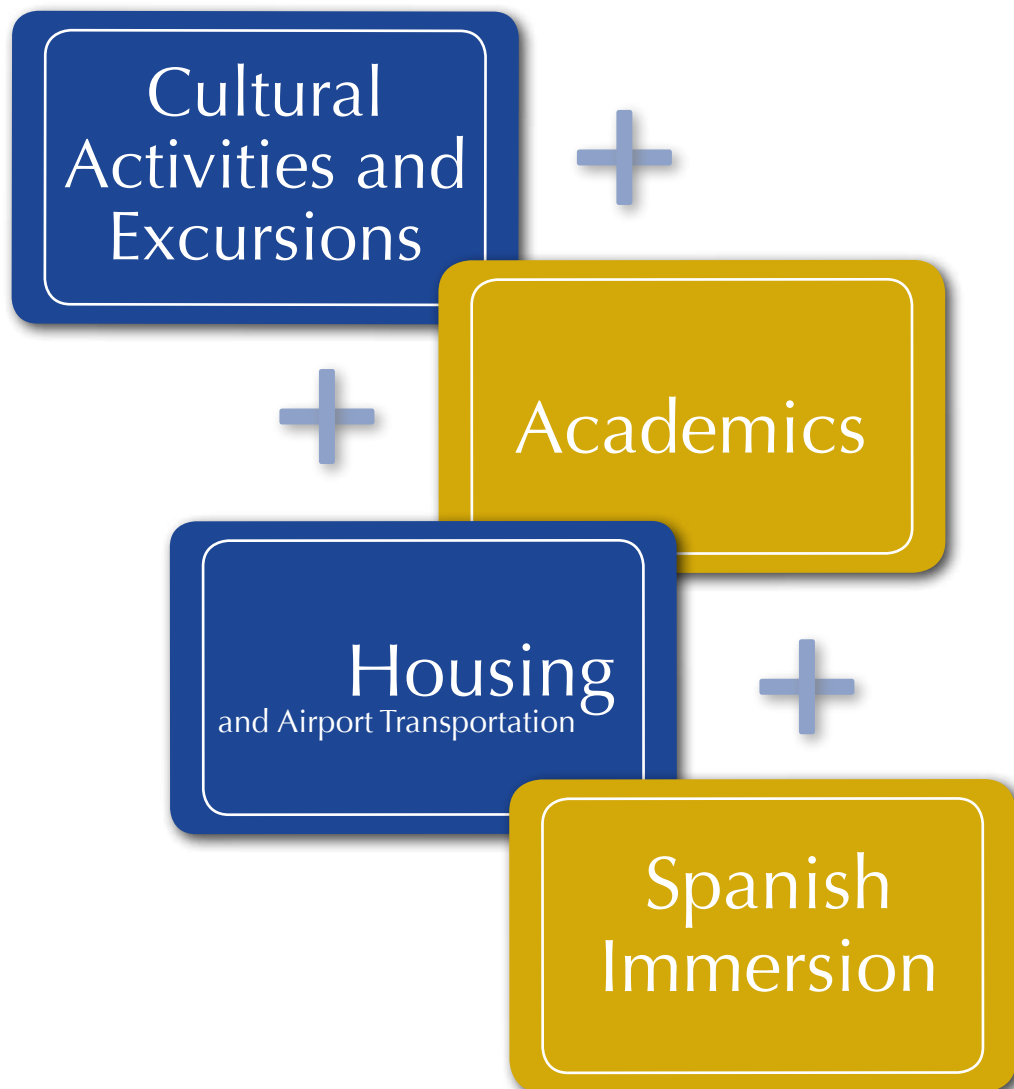 Cultural
Activities and
Excursions
Academics
Housing
and Airport Transportation
Spanish
Immersion